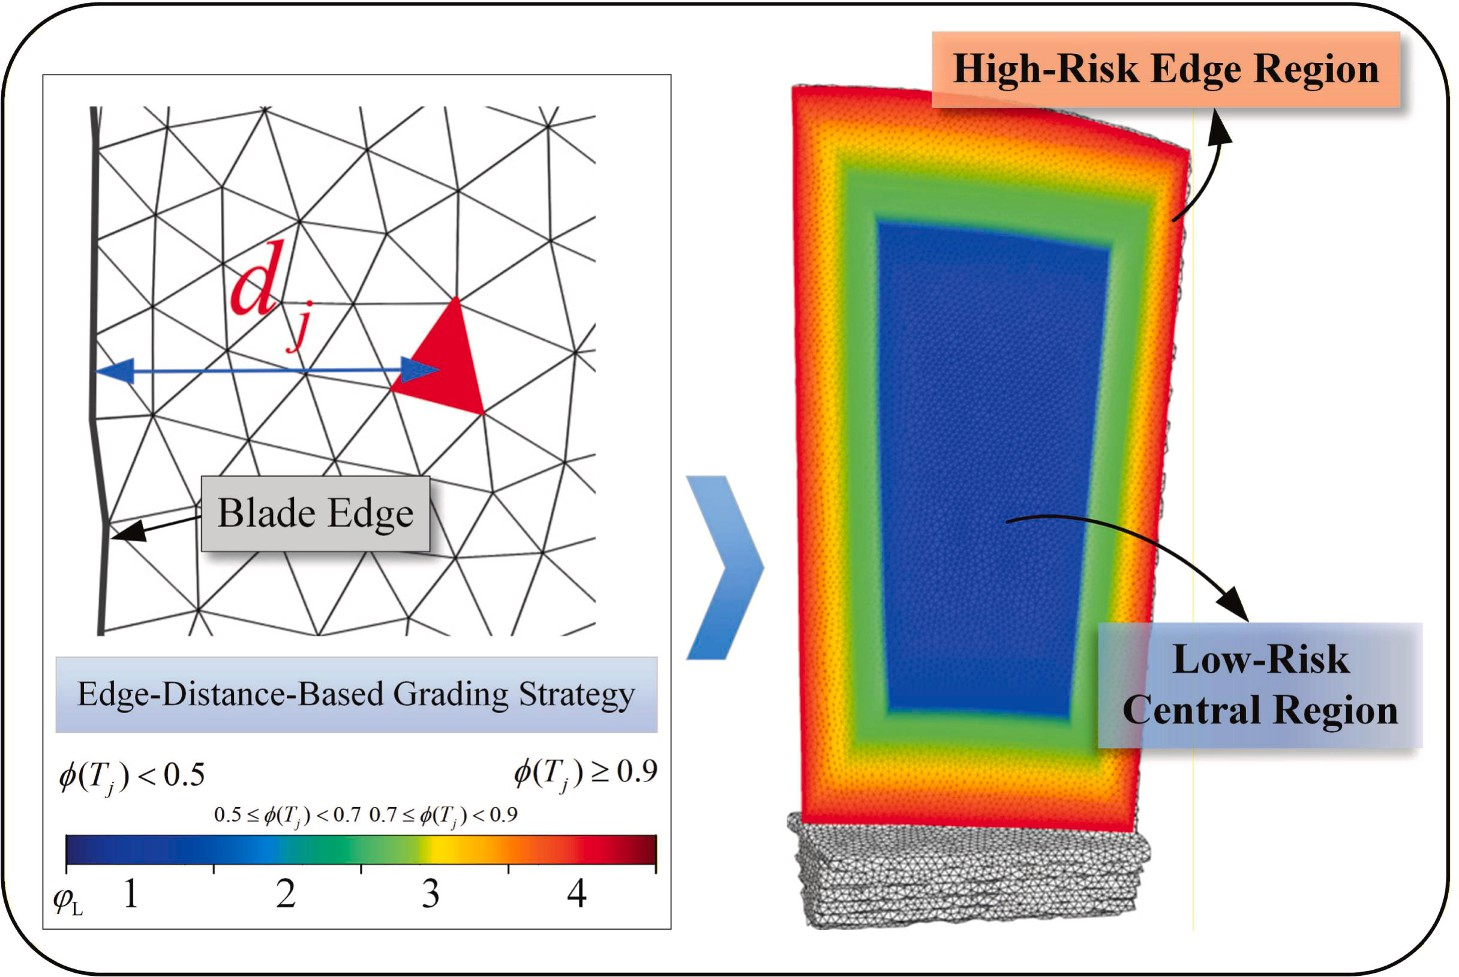 High-Risk Edge Region
d_j
Blade Edge
Low-Risk
Central Region
Edge-Distance-Based Grading Strategy
ϕ(T_j) < 0.5
ϕ(T_j) ≥ 0.9
0.5 ≤ ϕ(T_j) < 0.7 0.7 ≤ ϕ(T_j) < 0.9
φ_L 1 2 3 4